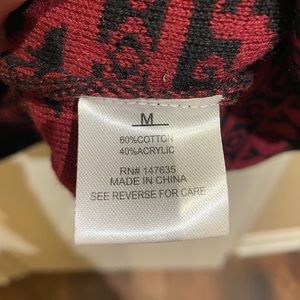 M
60%COTTON
40%ACRYLIC
RN# 147635
MADE IN CHINA
SEE REVERSE FOR CARE